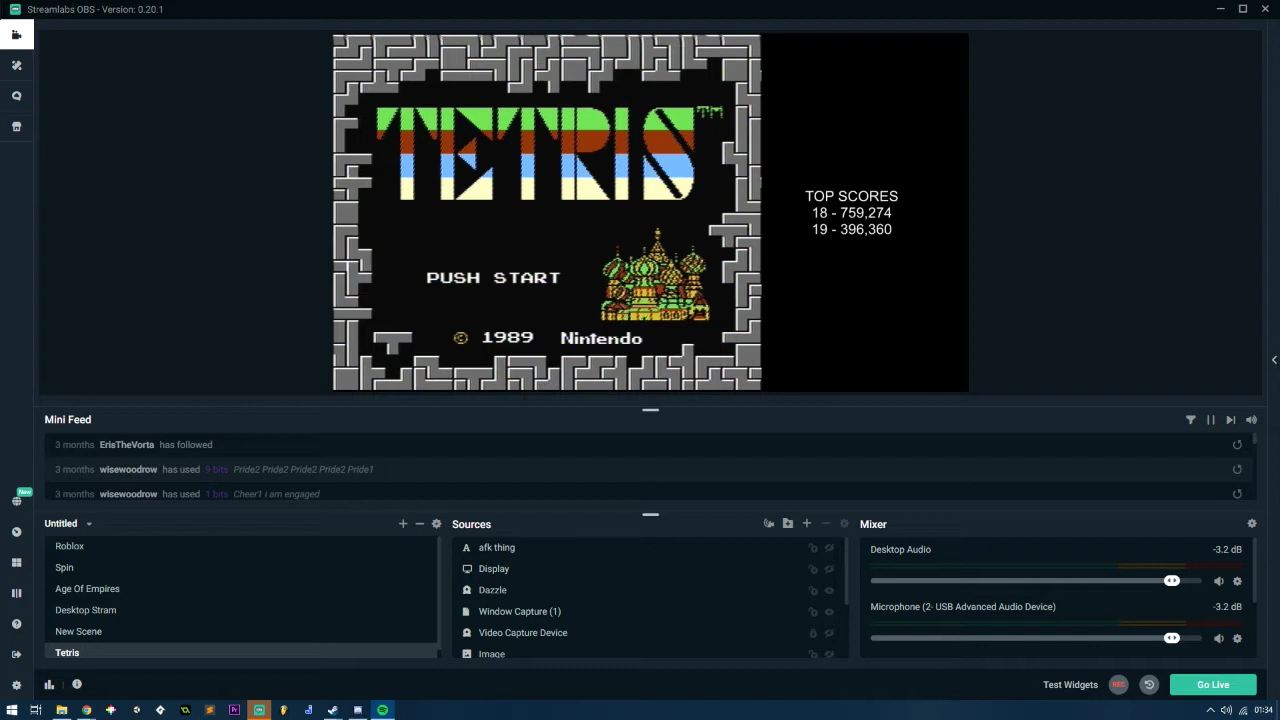 Streamlabs OBS - Version: 0.20.1
TETRIS™
PUSH START
© 1989 Nintendo
TOP SCORES
18 - 759,274
19 - 396,360
Mini Feed
3 months ErisTheVorta has followed
3 months wisewoodrow has used 9 bits Pride2 Pride2 Pride2 Pride2 Pride1
3 months wisewoodrow has used 1 bits Cheer1 i am engaged
New
Untitled
Roblox
Spin
Age Of Empires
Desktop Stram
New Scene
Tetris
Sources
afk thing
Display
Dazzle
Window Capture (1)
Video Capture Device
Image
Mixer
Desktop Audio -3.2 dB
Microphone (2- USB Advanced Audio Device) -3.2 dB
Test Widgets REC Go Live
01:34